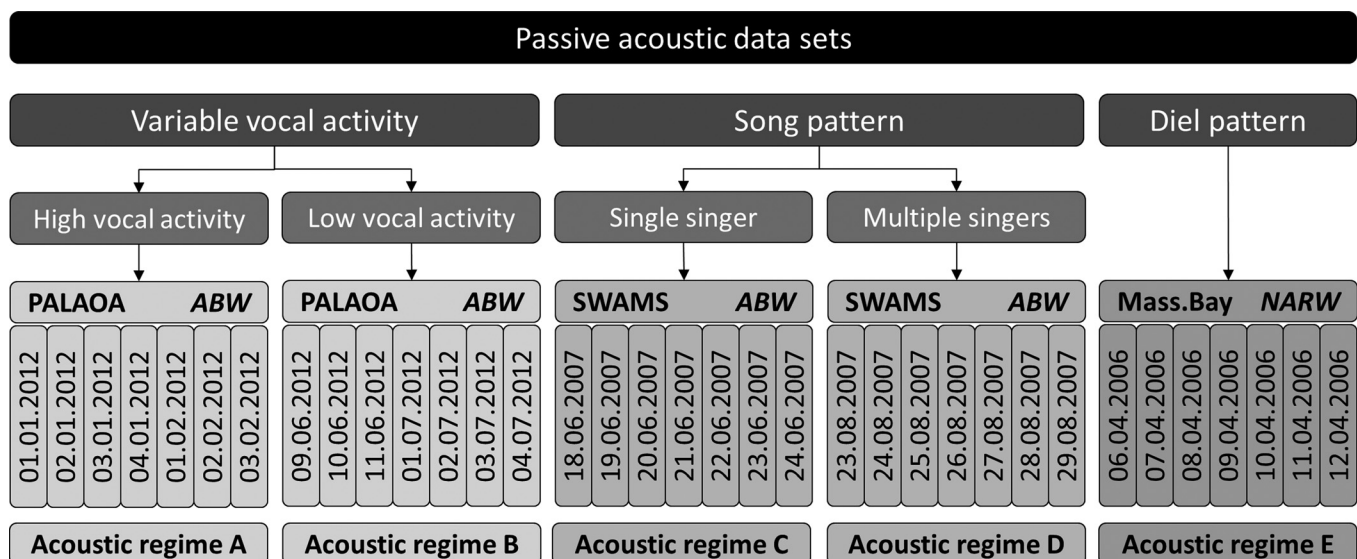 Passive acoustic data sets
Variable vocal activity
Song pattern
Diel pattern
High vocal activity
Low vocal activity
Single singer
Multiple singers
PALAOA ABW
PALAOA ABW
SWAMS ABW
SWAMS ABW
Mass.Bay NARW
01.01.2012
02.01.2012
03.01.2012
04.01.2012
01.02.2012
02.02.2012
03.02.2012
09.06.2012
10.06.2012
11.06.2012
01.07.2012
02.07.2012
03.07.2012
04.07.2012
18.06.2007
19.06.2007
20.06.2007
21.06.2007
22.06.2007
23.06.2007
24.06.2007
23.08.2007
24.08.2007
25.08.2007
26.08.2007
27.08.2007
28.08.2007
29.08.2007
06.04.2006
07.04.2006
08.04.2006
09.04.2006
10.04.2006
11.04.2006
12.04.2006
Acoustic regime A
Acoustic regime B
Acoustic regime C
Acoustic regime D
Acoustic regime E